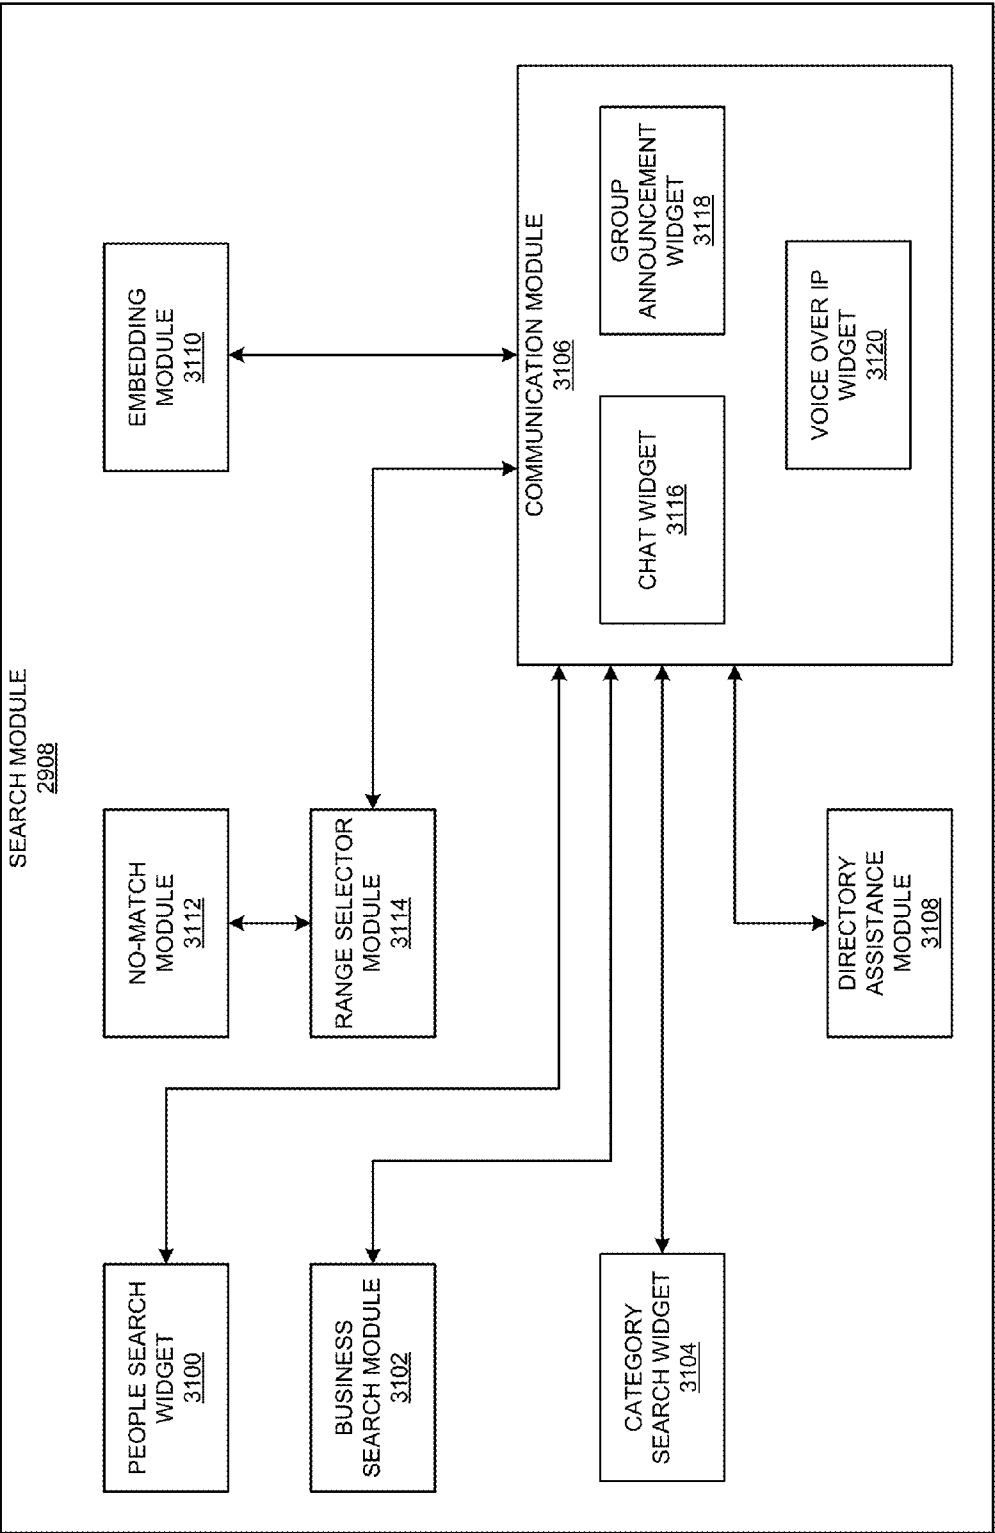 SEARCH MODULE
2908
PEOPLE SEARCH
WIDGET
3100
NO-MATCH
MODULE
3112
EMBEDDING
MODULE
3110
BUSINESS
SEARCH MODULE
3102
RANGE SELECTOR
MODULE
3114
COMMUNICATION MODULE
3106
CATEGORY
SEARCH WIDGET
3104
CHAT WIDGET
3116
GROUP
ANNOUNCEMENT
WIDGET
3118
DIRECTORY
ASSISTANCE
MODULE
3108
VOICE OVER IP
WIDGET
3120